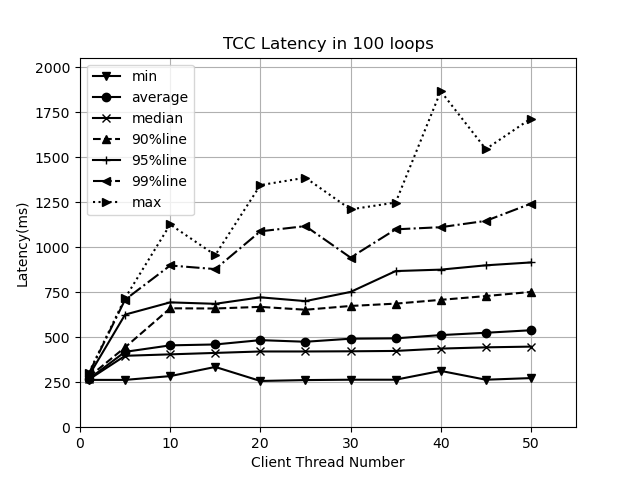 TCC Latency in 100 loops
2000
1750
1500
1250
1000
750
500
250
0
Latency(ms)
min
average
median
90%line
95%line
99%line
max
0 10 20 30 40 50
Client Thread Number